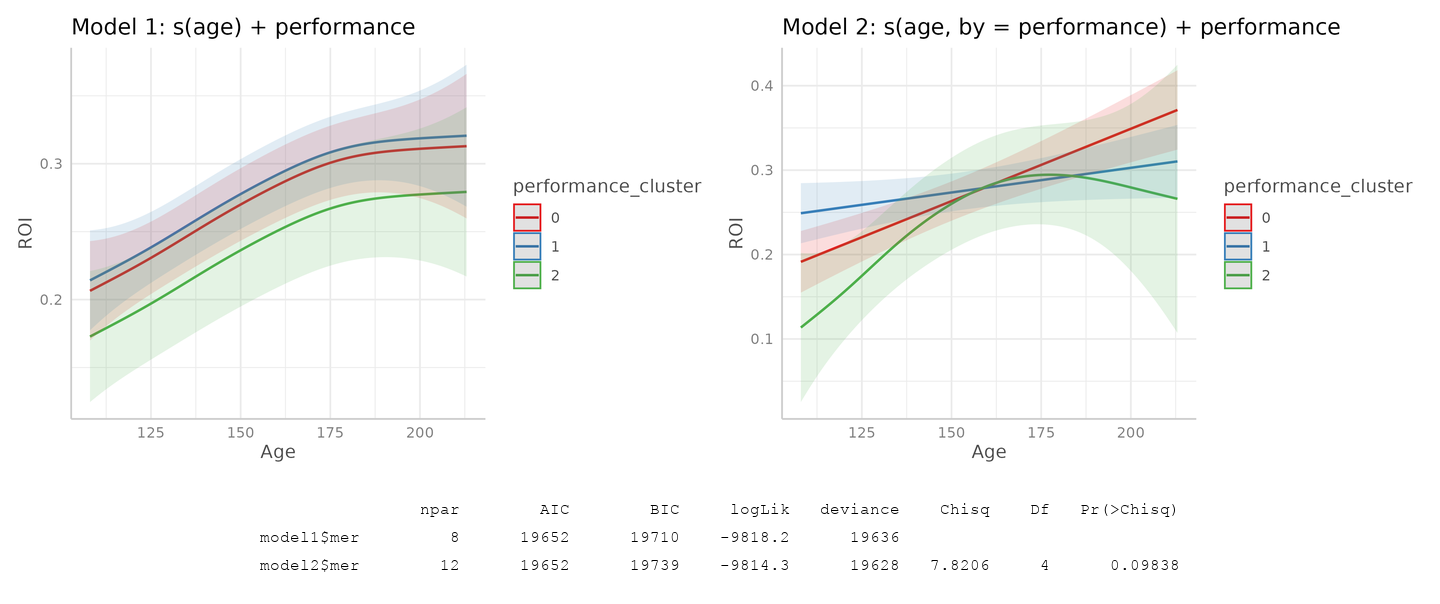 Model 1: s(age) + performance
ROI
0.3
0.2
125 150 175 200
Age
performance_cluster
0
1
2
Model 2: s(age, by = performance) + performance
ROI
0.4
0.3
0.2
0.1
125 150 175 200
Age
performance_cluster
0
1
2
npar AIC BIC logLik deviance Chisq Df Pr(>Chisq)
model1$mer 8 19652 19710 -9818.2 19636
model2$mer 12 19652 19739 -9814.3 19628 7.8206 4 0.09838